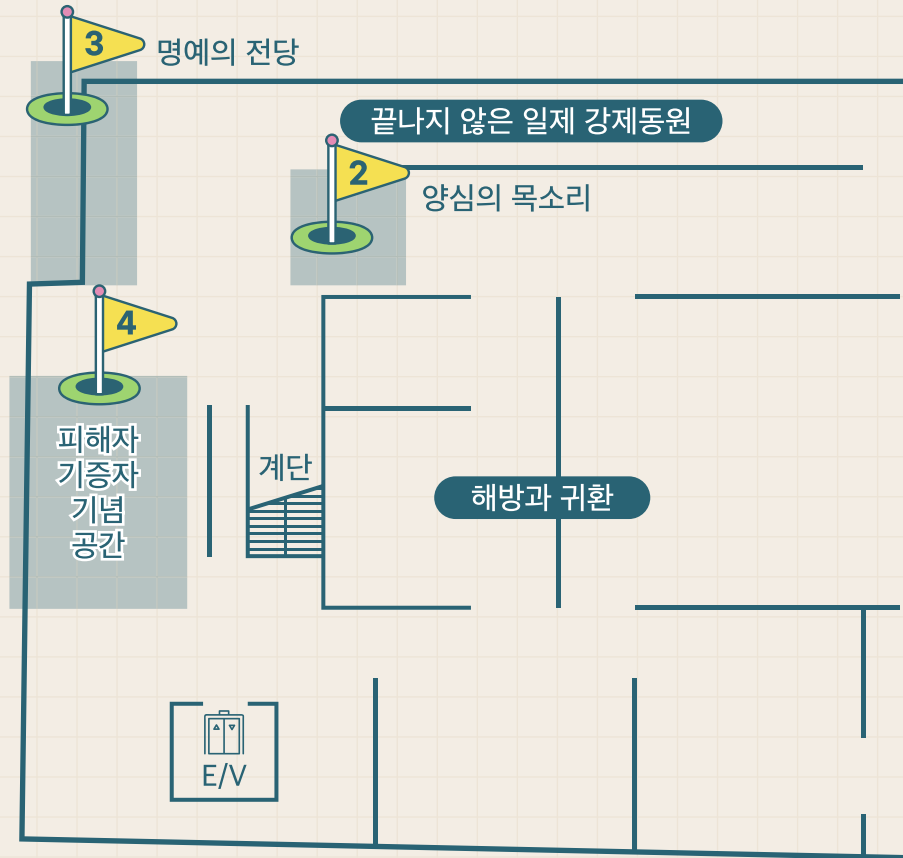 3
명예의 전당
끝나지 않은 일제 강제동원
2
양심의 목소리
4
피해자
기증자
기념
공간
계단
해방과 귀환
E/V